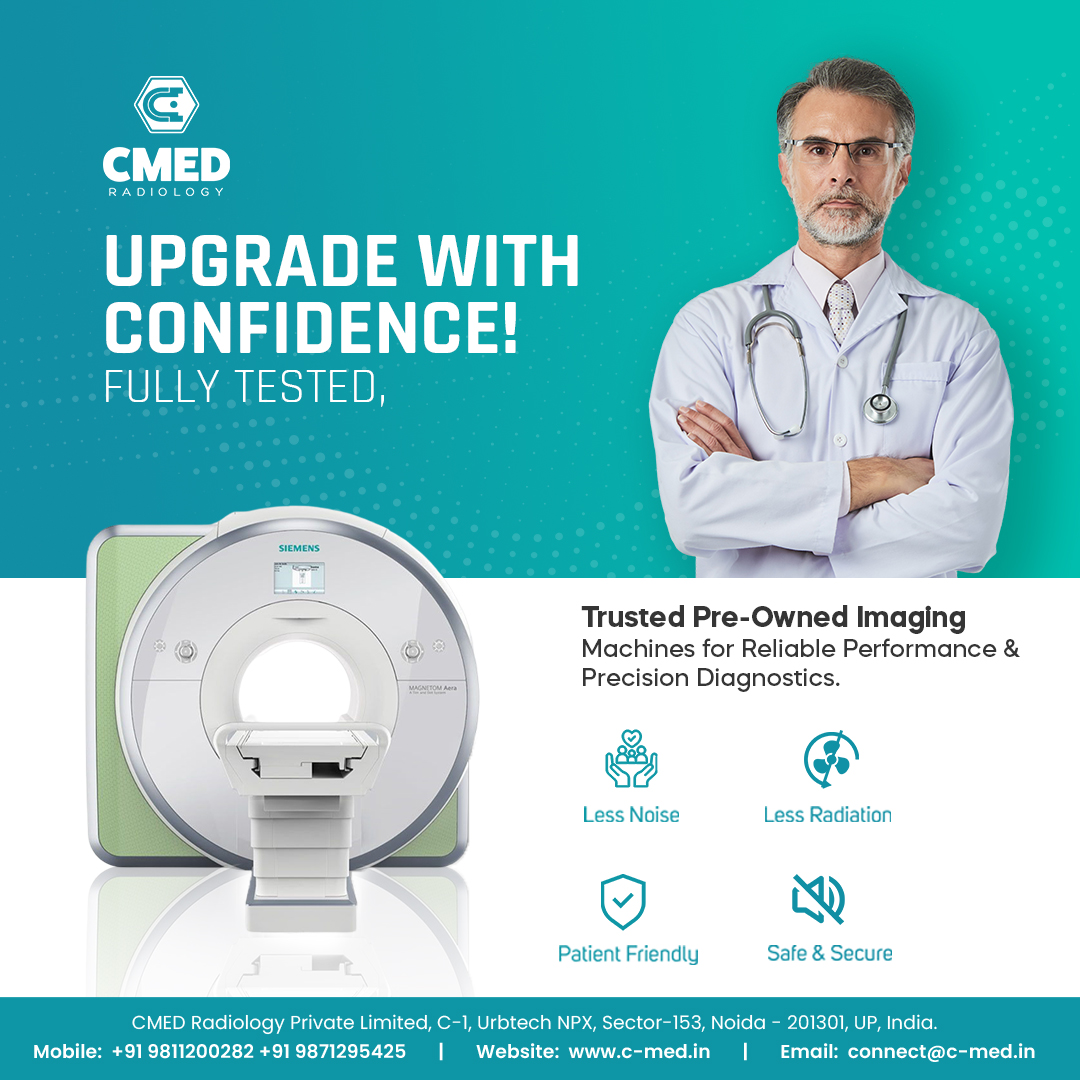 CMED
RADIOLOGY
UPGRADE WITH
CONFIDENCE!
FULLY TESTED,
SIEMENS
MAGNETOM Aera
Trusted Pre-Owned Imaging
Machines for Reliable Performance &
Precision Diagnostics.
Less Noise
Less Radiation
Patient Friendly
Safe & Secure
CMED Radiology Private Limited, C-1, Urbtech NPX, Sector-153, Noida - 201301, UP, India.
Mobile: +91 9811200282 +91 9871295425 | Website: www.c-med.in | Email: connect@c-med.in